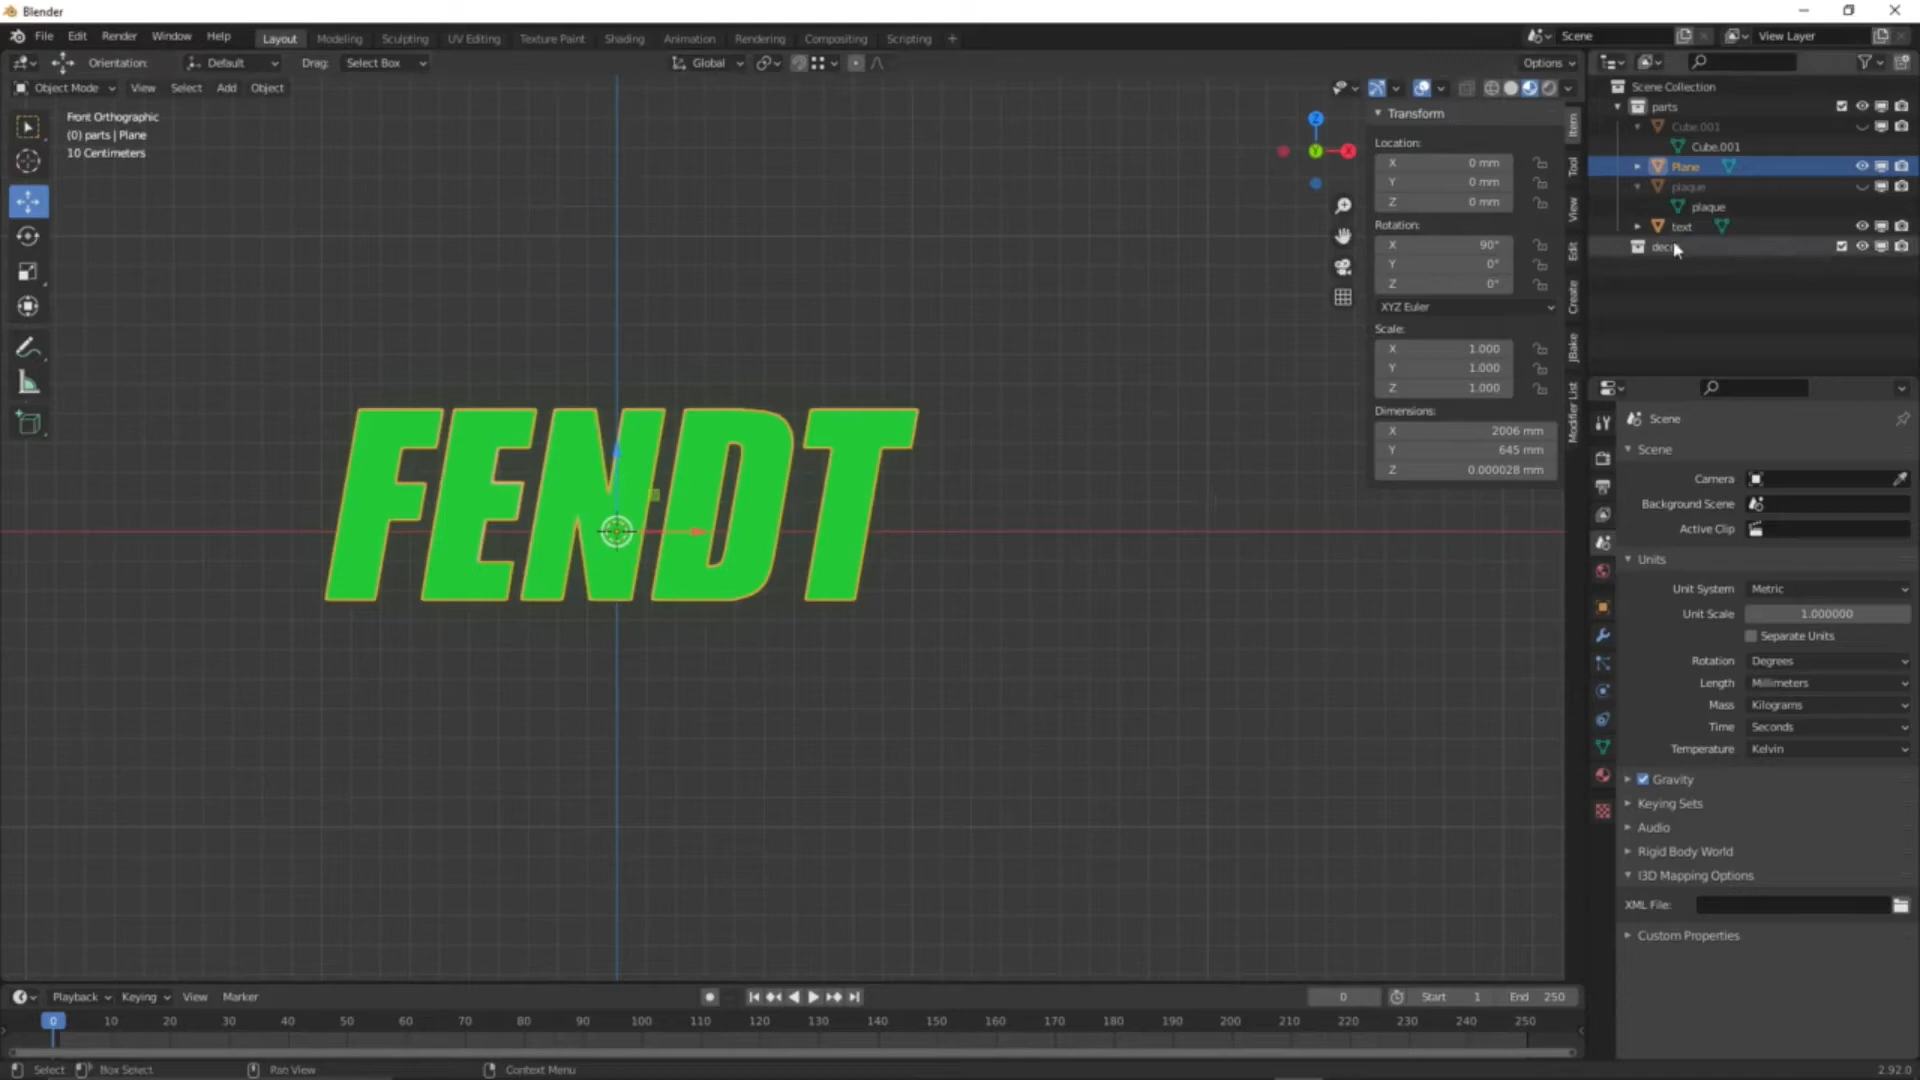 Blender
File Edit Render Window Help
Layout Modeling Sculpting UV Editing Texture Paint Shading Animation Rendering Compositing Scripting +
Scene
View Layer
Orientation: Default Drag: Select Box
Global
Options
Object Mode View Select Add Object
Front Orthographic
(0) parts | Plane
10 Centimeters
FENDT
Z
Y
X
Transform
Location:
X 0 mm
Y 0 mm
Z 0 mm
Rotation:
X 90°
Y 0°
Z 0°
XYZ Euler
Scale:
X 1.000
Y 1.000
Z 1.000
Dimensions:
X 2006 mm
Y 645 mm
Z 0.000028 mm
Item
Tool
View
Edit
Create
JBake
Modifier List
Scene Collection
parts
Cube.001
Cube.001
Plane
plaque
plaque
text
Scene
Scene
Camera
Background Scene
Active Clip
Units
Unit System Metric
Unit Scale 1.000000
Separate Units
Rotation Degrees
Length Millimeters
Mass Kilograms
Time Seconds
Temperature Kelvin
Gravity
Keying Sets
Audio
Rigid Body World
I3D Mapping Options
XML File:
Custom Properties
Playback Keying View Marker
0
Start 1 End 250
0 10 20 30 40 50 60 70 80 90 100 110 120 130 140 150 160 170 180 190 200 210 220 230 240 250
Select Box Select Pan View Context Menu
2.92.0